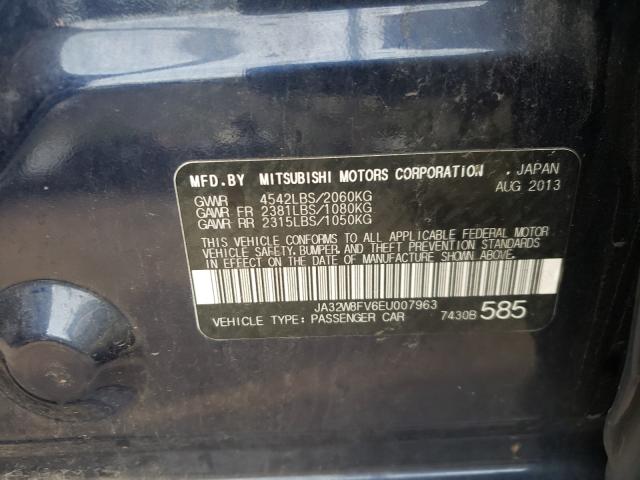 MFD.BY MITSUBISHI MOTORS CORPORATION . JAPAN
AUG 2013
GVWR 4542LBS/2060KG
GAWR FR 2381LBS/1080KG
GAWR RR 2315LBS/1050KG
THIS VEHICLE CONFORMS TO ALL APPLICABLE FEDERAL MOTOR
VEHICLE SAFETY, BUMPER, AND THEFT PREVENTION STANDARDS
IN EFFECT ON THE DATE OF MANUFACTURE SHOWN ABOVE.
JA32W8FV6EU007963
VEHICLE TYPE: PASSENGER CAR 7430B 585